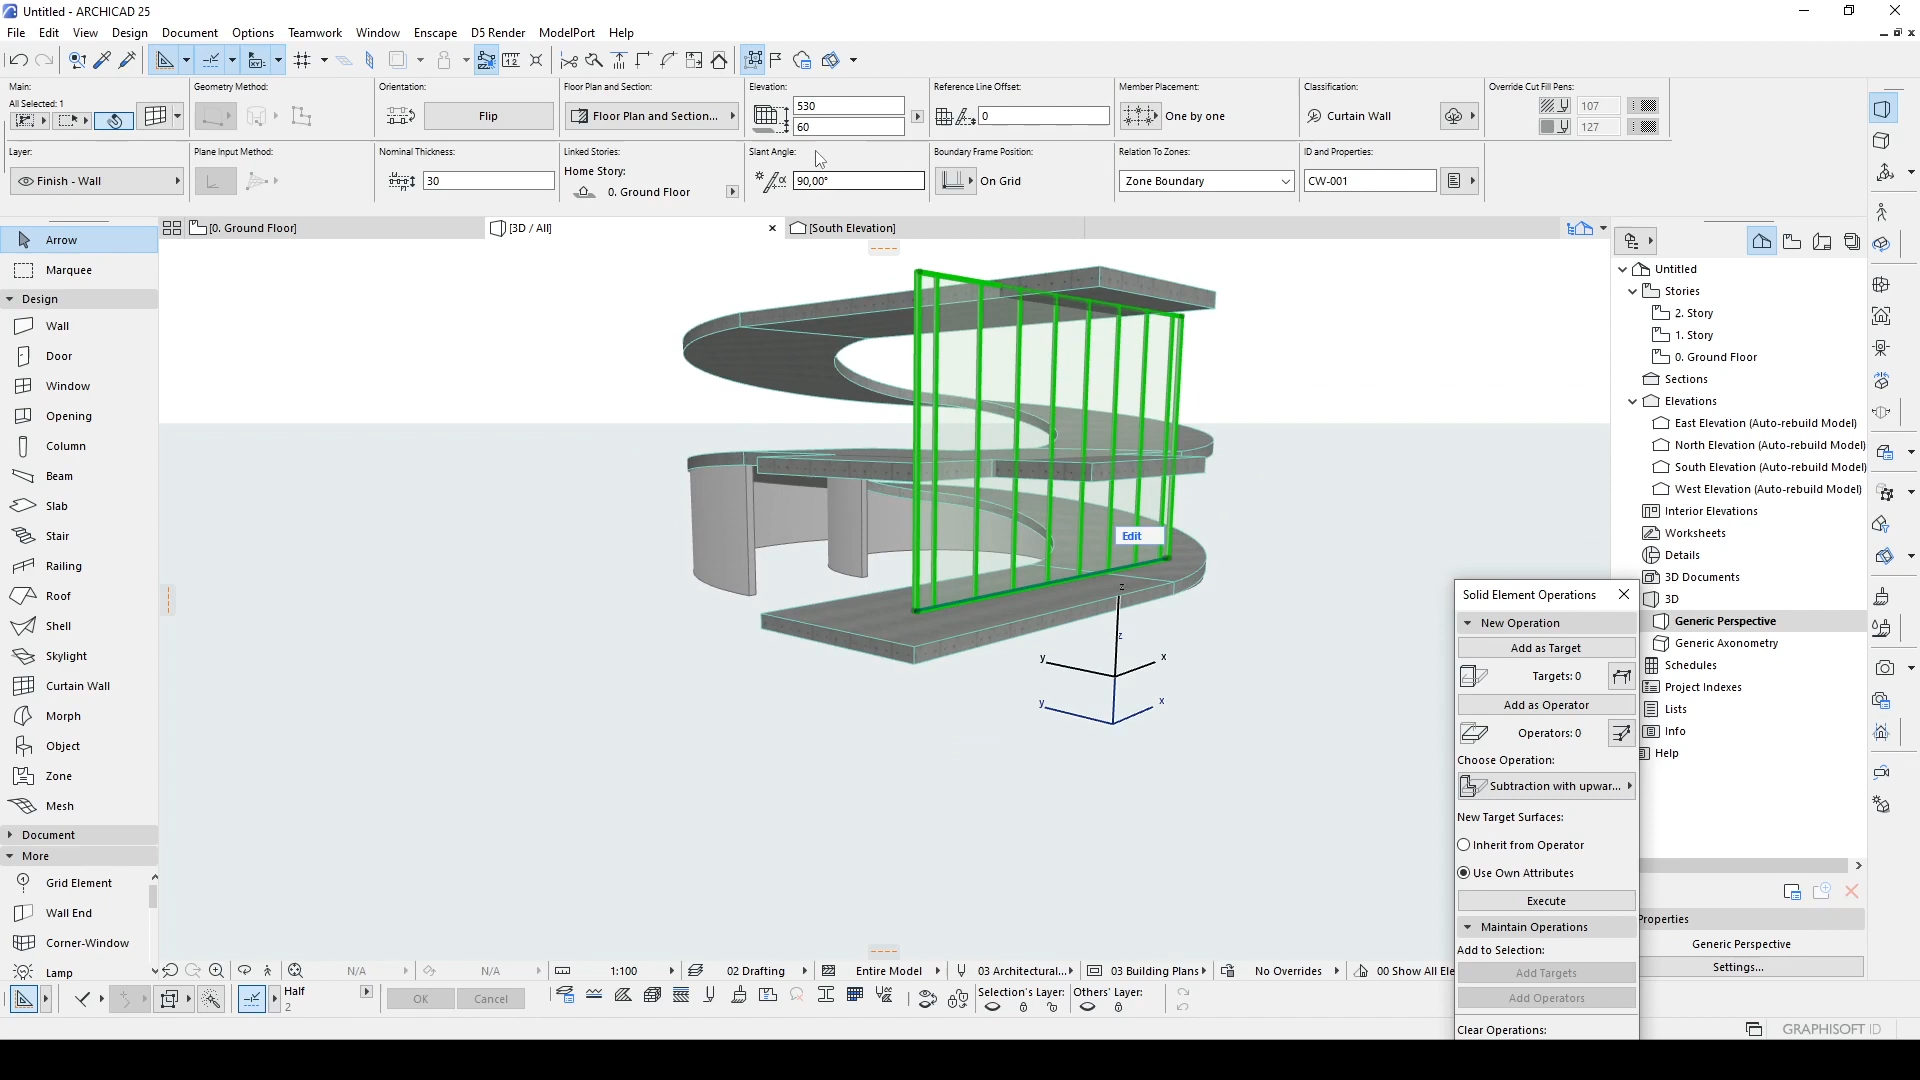 Untitled - ARCHICAD 25
File Edit View Design Document Options Teamwork Window Enscape D5 Render ModelPort Help
Main:
All Selected: 1
Geometry Method:
Orientation:
Flip
Floor Plan and Section:
Floor Plan and Section...
Elevation:
530
60
Reference Line Offset:
0
Member Placement:
One by one
Classification:
Curtain Wall
Override Cut Fill Pens:
107
127
Layer:
Finish - Wall
Plane Input Method:
Nominal Thickness:
30
Linked Stories:
Home Story:
0. Ground Floor
Slant Angle:
90,00°
Boundary Frame Position:
On Grid
Relation To Zones:
Zone Boundary
ID and Properties:
CW-001
[0. Ground Floor]
[3D / All]
[South Elevation]
Arrow
Marquee
Design
Wall
Door
Window
Opening
Column
Beam
Slab
Stair
Railing
Roof
Shell
Skylight
Curtain Wall
Morph
Object
Zone
Mesh
Document
More
Grid Element
Wall End
Corner-Window
Lamp
Edit
z
z
y
x
y
x
Untitled
Stories
2. Story
1. Story
0. Ground Floor
Sections
Elevations
East Elevation (Auto-rebuild Model)
North Elevation (Auto-rebuild Model)
South Elevation (Auto-rebuild Model)
West Elevation (Auto-rebuild Model)
Interior Elevations
Worksheets
Details
3D Documents
3D
Generic Perspective
Generic Axonometry
Schedules
Project Indexes
Lists
Info
Help
Properties
Generic Perspective
Settings...
Solid Element Operations
New Operation
Add as Target
Targets: 0
Add as Operator
Operators: 0
Choose Operation:
Subtraction with upwar...
New Target Surfaces:
Inherit from Operator
Use Own Attributes
Execute
Maintain Operations
Add to Selection:
Add Targets
Add Operators
Clear Operations:
N/A
N/A
1:100
02 Drafting
Entire Model
03 Architectural...
03 Building Plans
No Overrides
00 Show All Ele
Half
2
OK
Cancel
Selection's Layer:
Others' Layer:
GRAPHISOFT ID